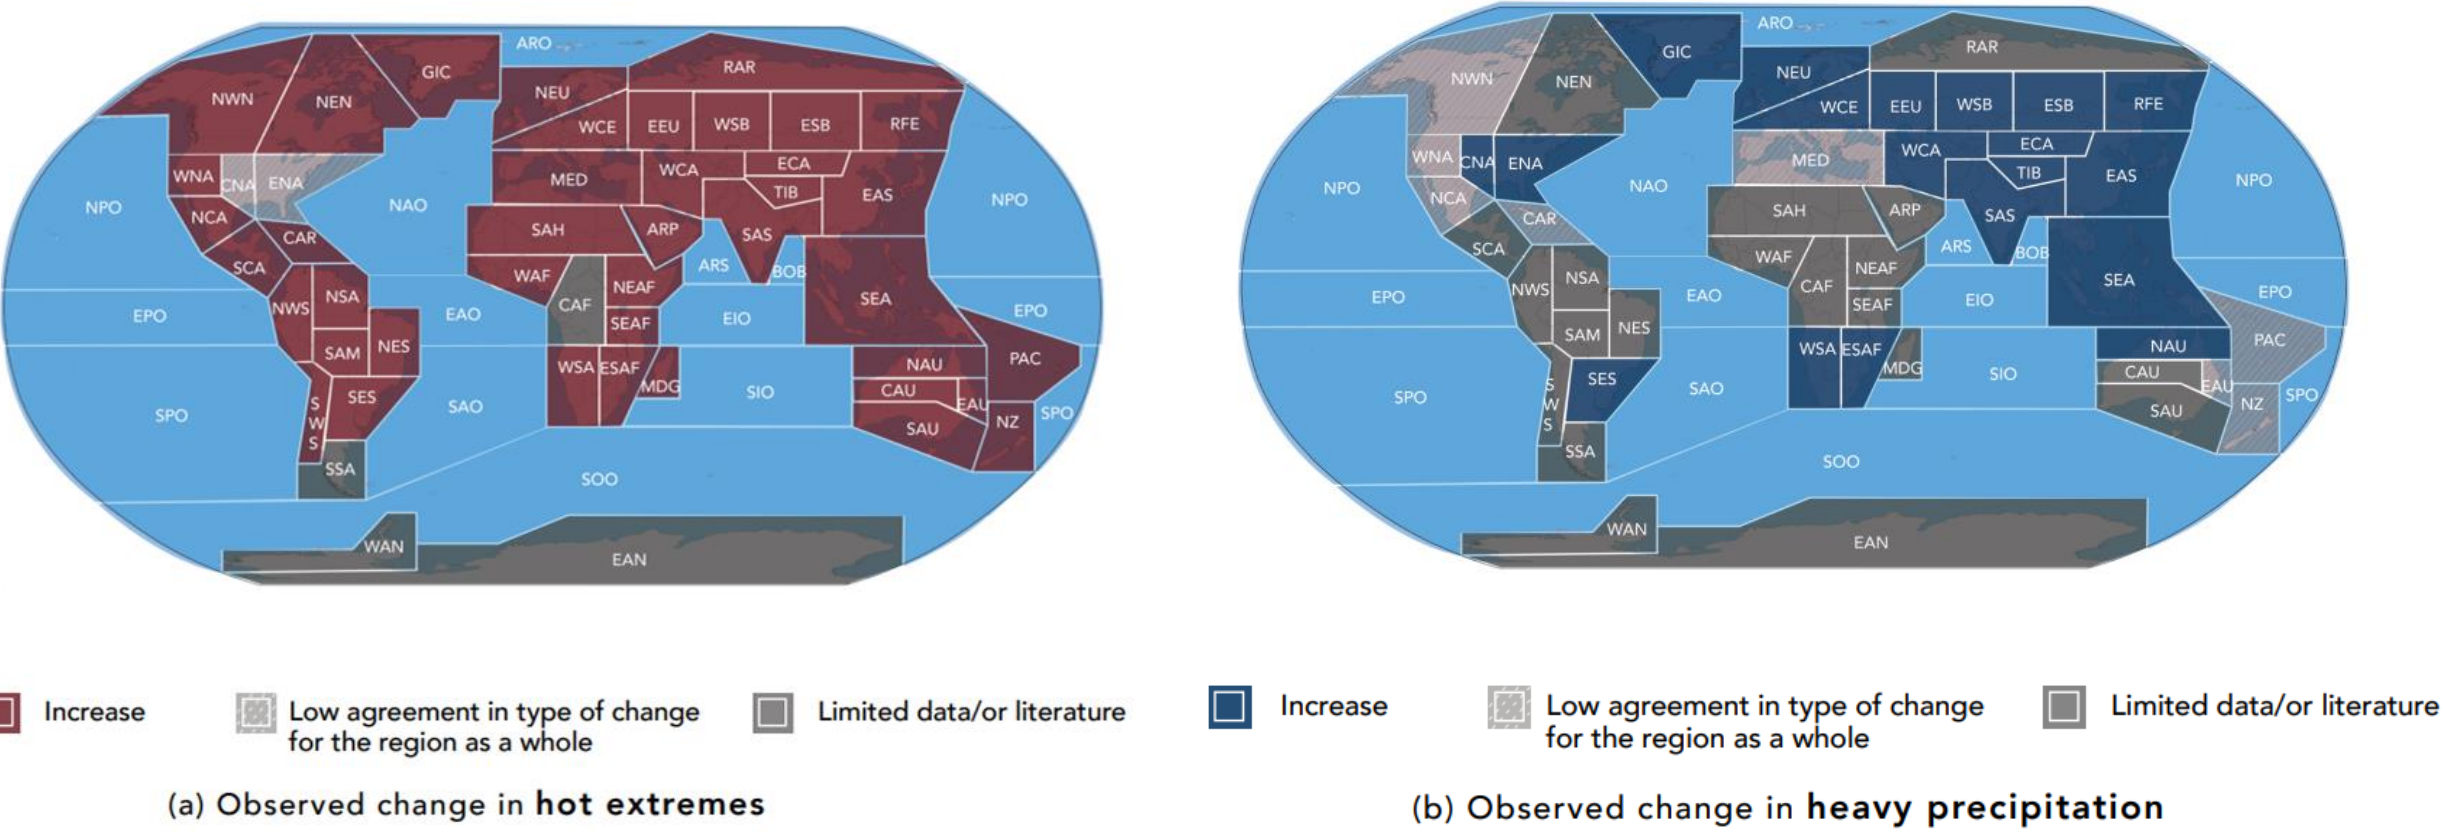 ARO
RAR
GIC
NWN
NEN
NEU
WCE
EEU
WSB
ESB
RFE
WNA
CNA
ENA
MED
WCA
ECA
TIB
EAS
NPO
NCA
NAO
NPO
CAR
SAH
ARP
SAS
SCA
WAF
ARS
BOB
NWS
NSA
CAF
NEAF
SEA
EPO
EAO
SEAF
EIO
EPO
SAM
NES
WSA
ESAF
NAU
PAC
MDG
SIO
CAU
SPO
S
W
S
SES
SAO
EAU
SPO
SAU
NZ
SSA
SOO
WAN
EAN
Increase
Low agreement in type of change
for the region as a whole
Limited data/or literature
(a) Observed change in hot extremes
ARO
RAR
GIC
NWN
NEN
NEU
WCE
EEU
WSB
ESB
RFE
WNA
CNA
ENA
MED
WCA
ECA
TIB
EAS
NPO
NCA
NAO
NPO
CAR
SAH
ARP
SAS
SCA
WAF
ARS
BOB
NWS
NSA
CAF
NEAF
SEA
EPO
EAO
SEAF
EIO
EPO
SAM
NES
WSA
ESAF
NAU
PAC
MDG
SIO
CAU
SPO
S
W
S
SES
SAO
EAU
SPO
SAU
NZ
SSA
SOO
WAN
EAN
Increase
Low agreement in type of change
for the region as a whole
Limited data/or literature
(b) Observed change in heavy precipitation